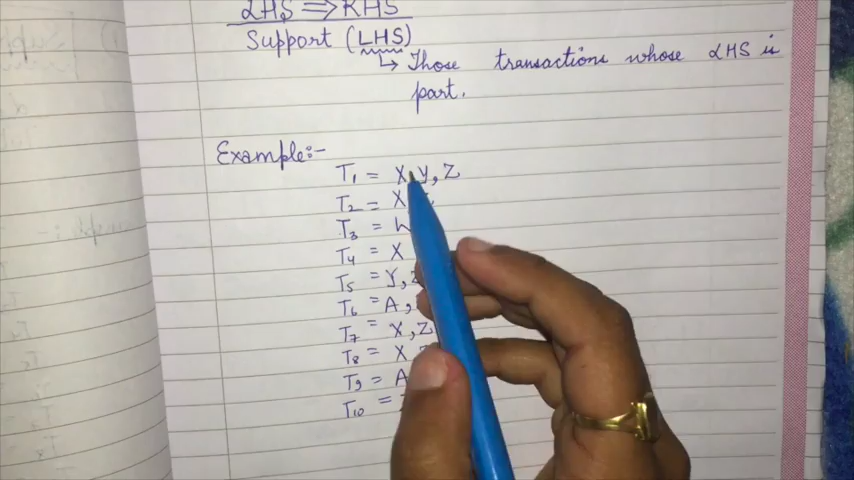 LHS ⇒ RHS
Support (LHS)
↳ Those transactions whose LHS is
part.
Example:-
T1 = X, Y, Z
T2 = X
T3 =
T4 = X
T5 = Y,
T6 = A,
T7 = X, Z
T8 = X
T9 = A
T10 =